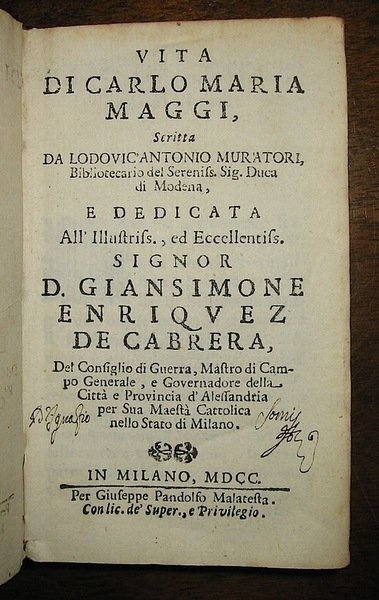 VITA
DI CARLO MARIA
MAGGI,
Scritta
DA LODOVIC'ANTONIO MURATORI,
Bibliotecario del Sereniss. Sig. Duca
di Modena,
E DEDICATA
All' Illustriss., ed Eccellentiss.
SIGNOR
D. GIANSIMONE
ENRIQVEZ
DE CABRERA,
Del Consiglio di Guerra, Mastro di Cam-
po Generale, e Governadore della
Città e Provincia d' Alessandria
per Sua Maestà Cattolica
nello Stato di Milano.
IN MILANO, MDCC.
Per Giuseppe Pandolfo Malatesta.
Con lic. de' Super., e Privilegio.